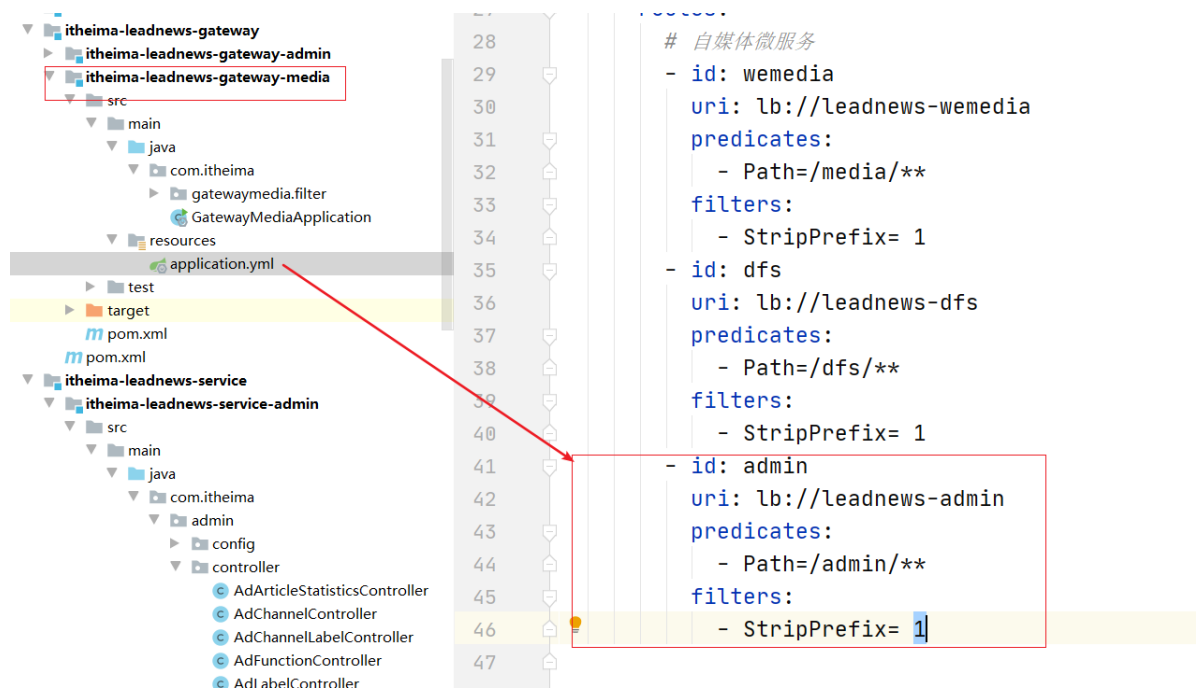 itheima-leadnews-gateway
itheima-leadnews-gateway-admin
itheima-leadnews-gateway-media
src
main
java
com.itheima
gatewaymedia.filter
GatewayMediaApplication
resources
application.yml
test
target
pom.xml
pom.xml
itheima-leadnews-service
itheima-leadnews-service-admin
src
main
java
com.itheima
admin
config
controller
AdArticleStatisticsController
AdChannelController
AdChannelLabelController
AdFunctionController
AdLabelController
28 # 自媒体微服务
29 - id: wemedia
30 uri: lb://leadnews-wemedia
31 predicates:
32 - Path=/media/**
33 filters:
34 - StripPrefix= 1
35 - id: dfs
36 uri: lb://leadnews-dfs
37 predicates:
38 - Path=/dfs/**
39 filters:
40 - StripPrefix= 1
41 - id: admin
42 uri: lb://leadnews-admin
43 predicates:
44 - Path=/admin/**
45 filters:
46 - StripPrefix= 1
47